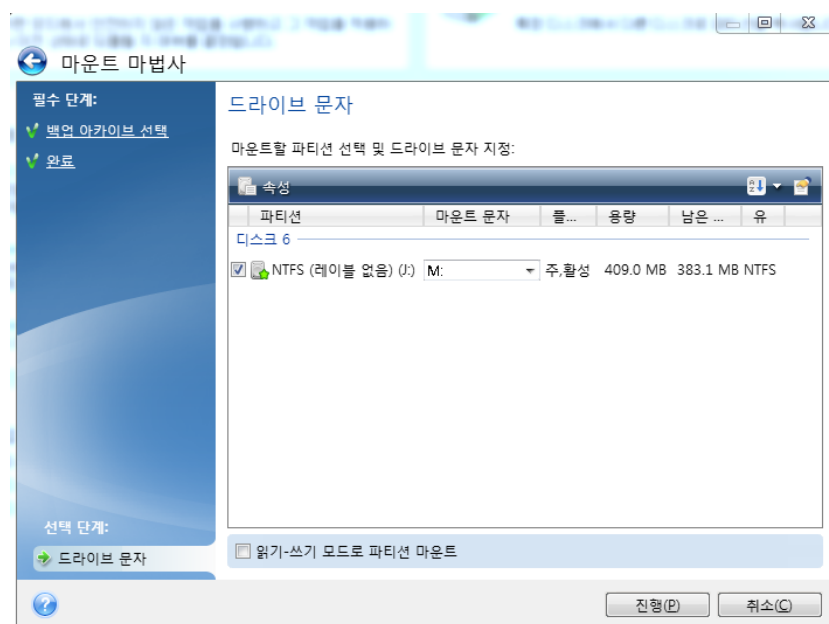 마운트 마법사
필수 단계:
백업 아카이브 선택
완료
드라이브 문자
마운트할 파티션 선택 및 드라이브 문자 지정:
속성
파티션 마운트 문자 플... 용량 남은 ... 유
디스크 6
NTFS (레이블 없음) (J:) M: 주,활성 409.0 MB 383.1 MB NTFS
선택 단계:
드라이브 문자
읽기-쓰기 모드로 파티션 마운트
진행(P) 취소(C)